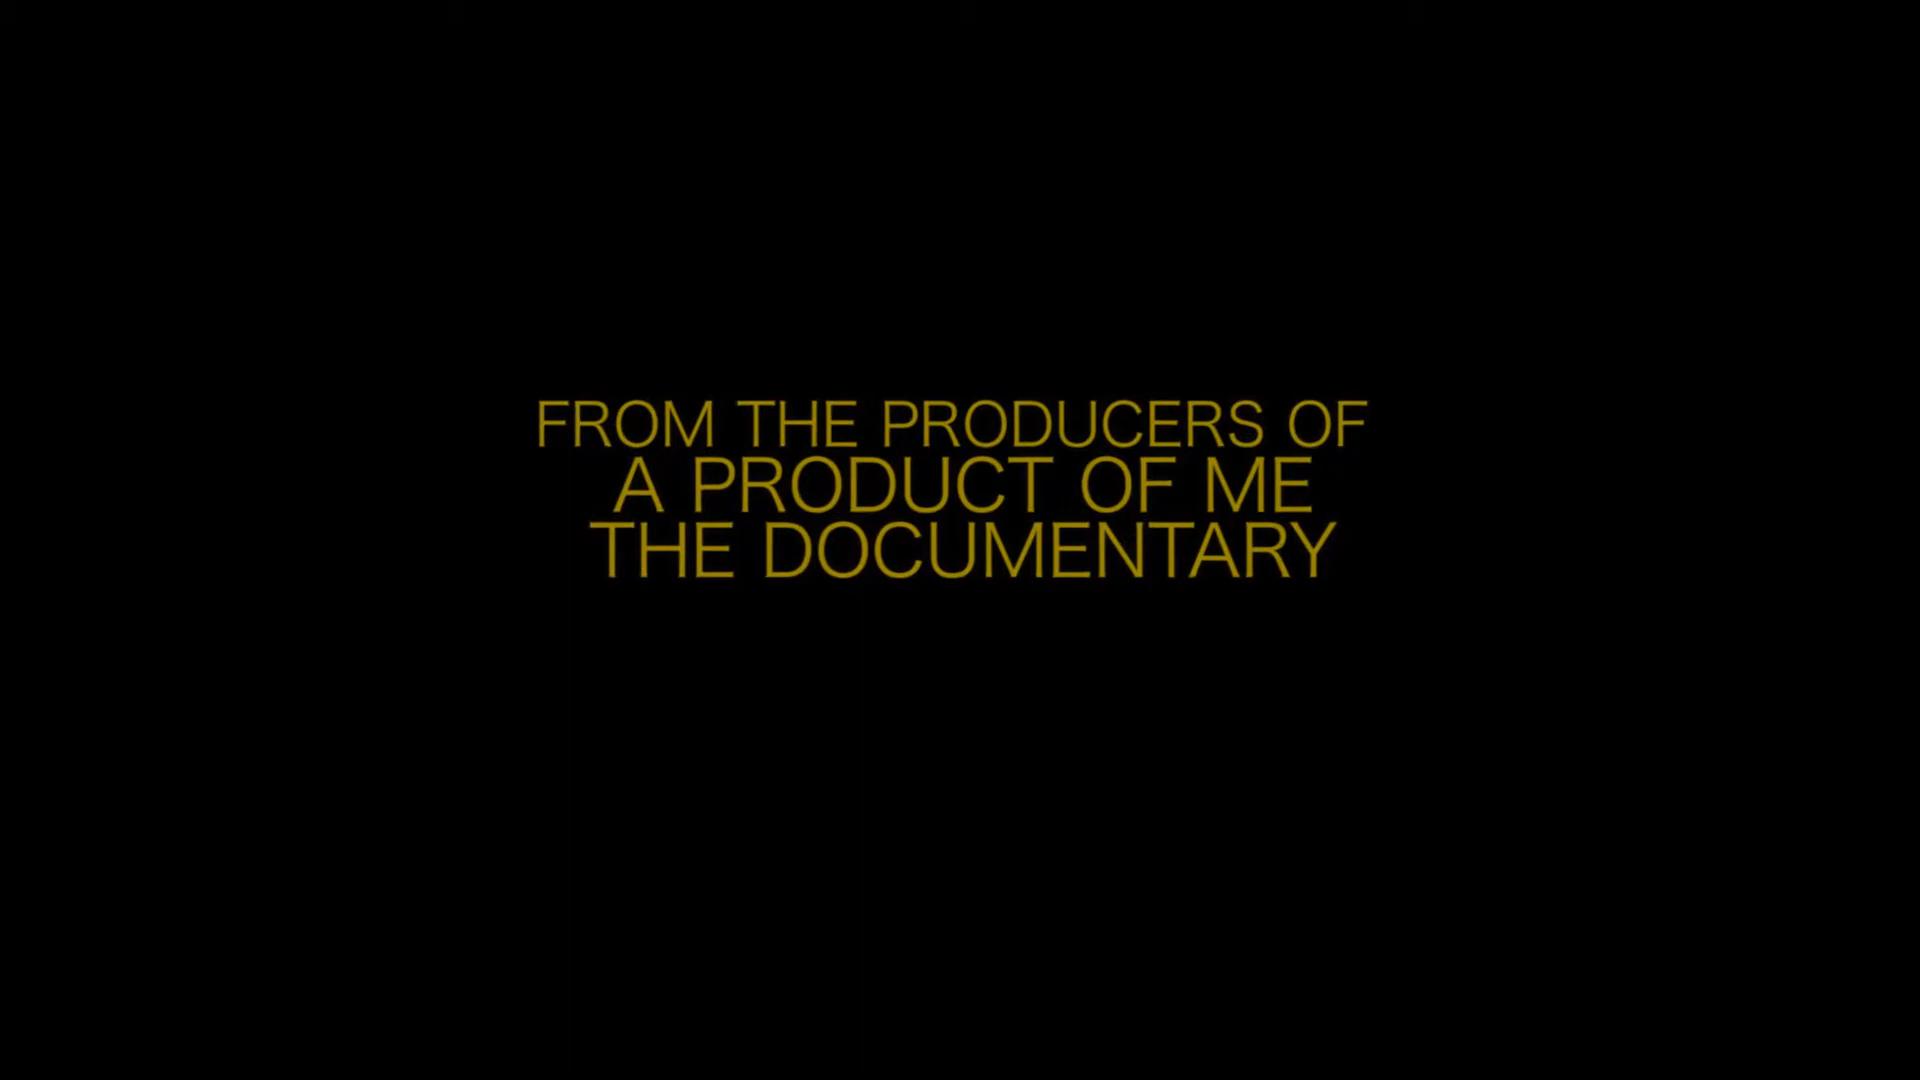 FROM THE PRODUCERS OF
A PRODUCT OF ME
THE DOCUMENTARY